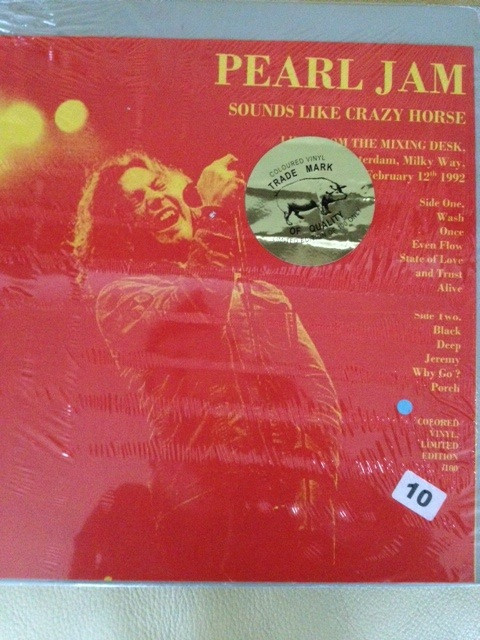 PEARL JAM
SOUNDS LIKE CRAZY HORSE
THE MIXING DESK,
Milky Way,
February 12th 1992
COLOURED VINYL
TRADE MARK
OF QUALITY
Side One.
Wash
Once
Even Flow
State of Love
and Trust
Alive
Side Two.
Black
Deep
Jeremy
Why Go ?
Porch
COLORED
VINYL.
LIMITED
EDITION
/100
10